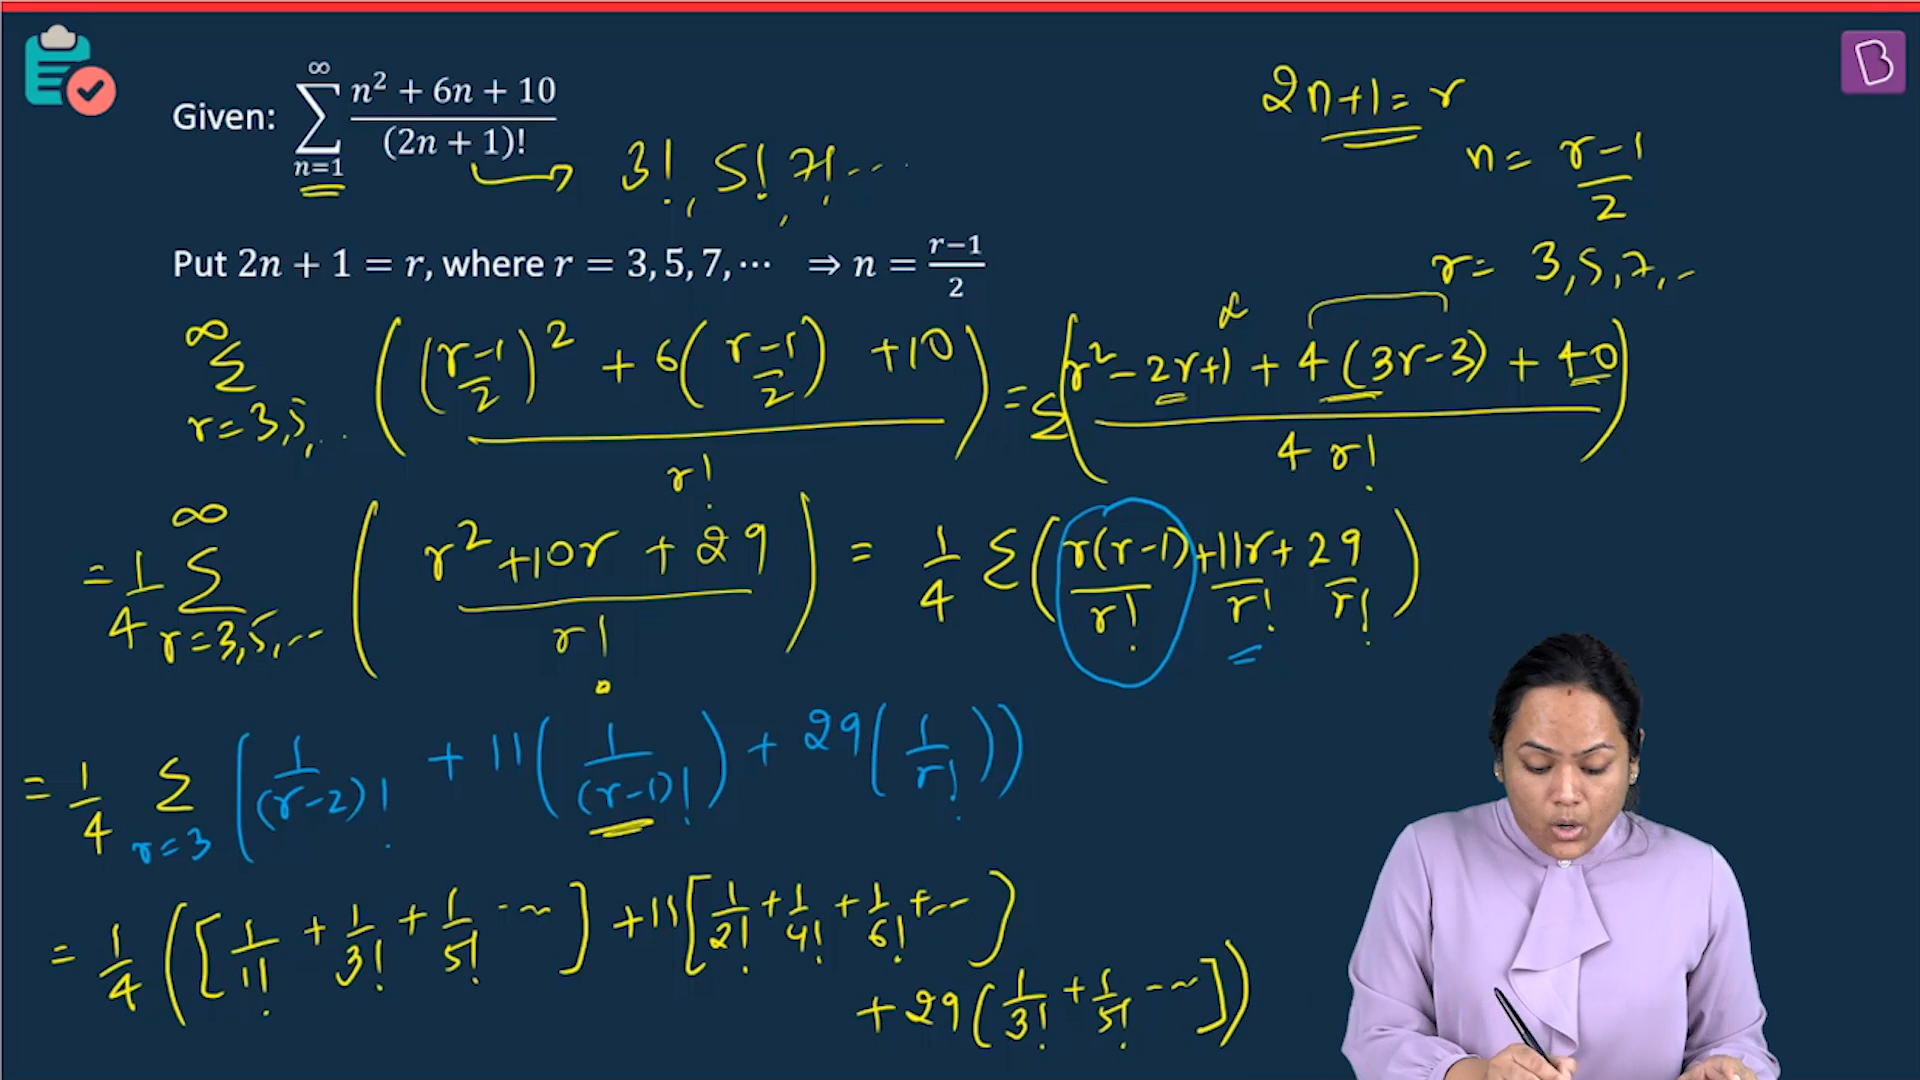 Given: ∑_{n=1}^{∞} (n² + 6n + 10)/(2n + 1)!
→ 3!, 5!, 7! ...
2n+1 = r
n = (r-1)/2
r = 3,5,7,..
Put 2n + 1 = r, where r = 3, 5, 7, ⋯ ⇒ n = (r−1)/2
∞ Σ r=3,5,.. (((r-1)/2)² + 6((r-1)/2) + 10)/r! = Σ((r² - 2r + 1 + 4(3r-3) + 40)/(4 r!))
= 1/4 ∞ Σ r=3,5,... ((r² + 10r + 29)/r!) = 1/4 Σ(r(r-1)/r! + 11r/r! + 29/r!)
= 1/4 Σ r=3 (1/(r-2)! + 11(1/(r-1)!) + 29(1/r!))
= 1/4 ([1/1! + 1/3! + 1/5! ...] + 11[1/2! + 1/4! + 1/6! + ...)
+ 29(1/3! + 1/5! ...])
B